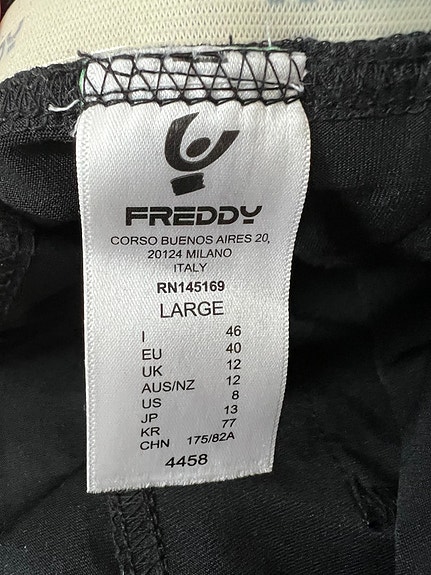 FREDDY
CORSO BUENOS AIRES 20,
20124 MILANO
ITALY
RN145169
LARGE
I 46
EU 40
UK 12
AUS/NZ 12
US 8
JP 13
KR 77
CHN 175/82A
4458